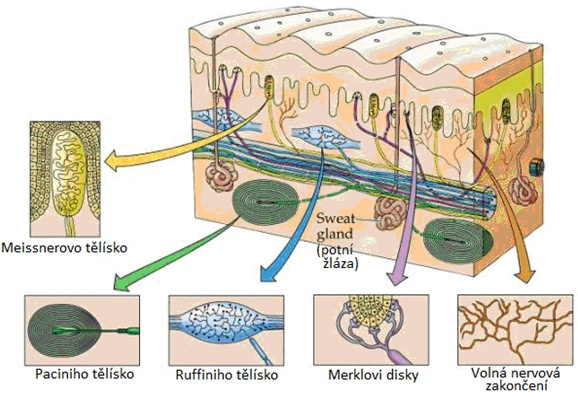 Meissnerovo tělísko
Sweat
gland
(potní
žláza)
Paciniho tělísko
Ruffiniho tělísko
Merklovi disky
Volná nervová
zakončení